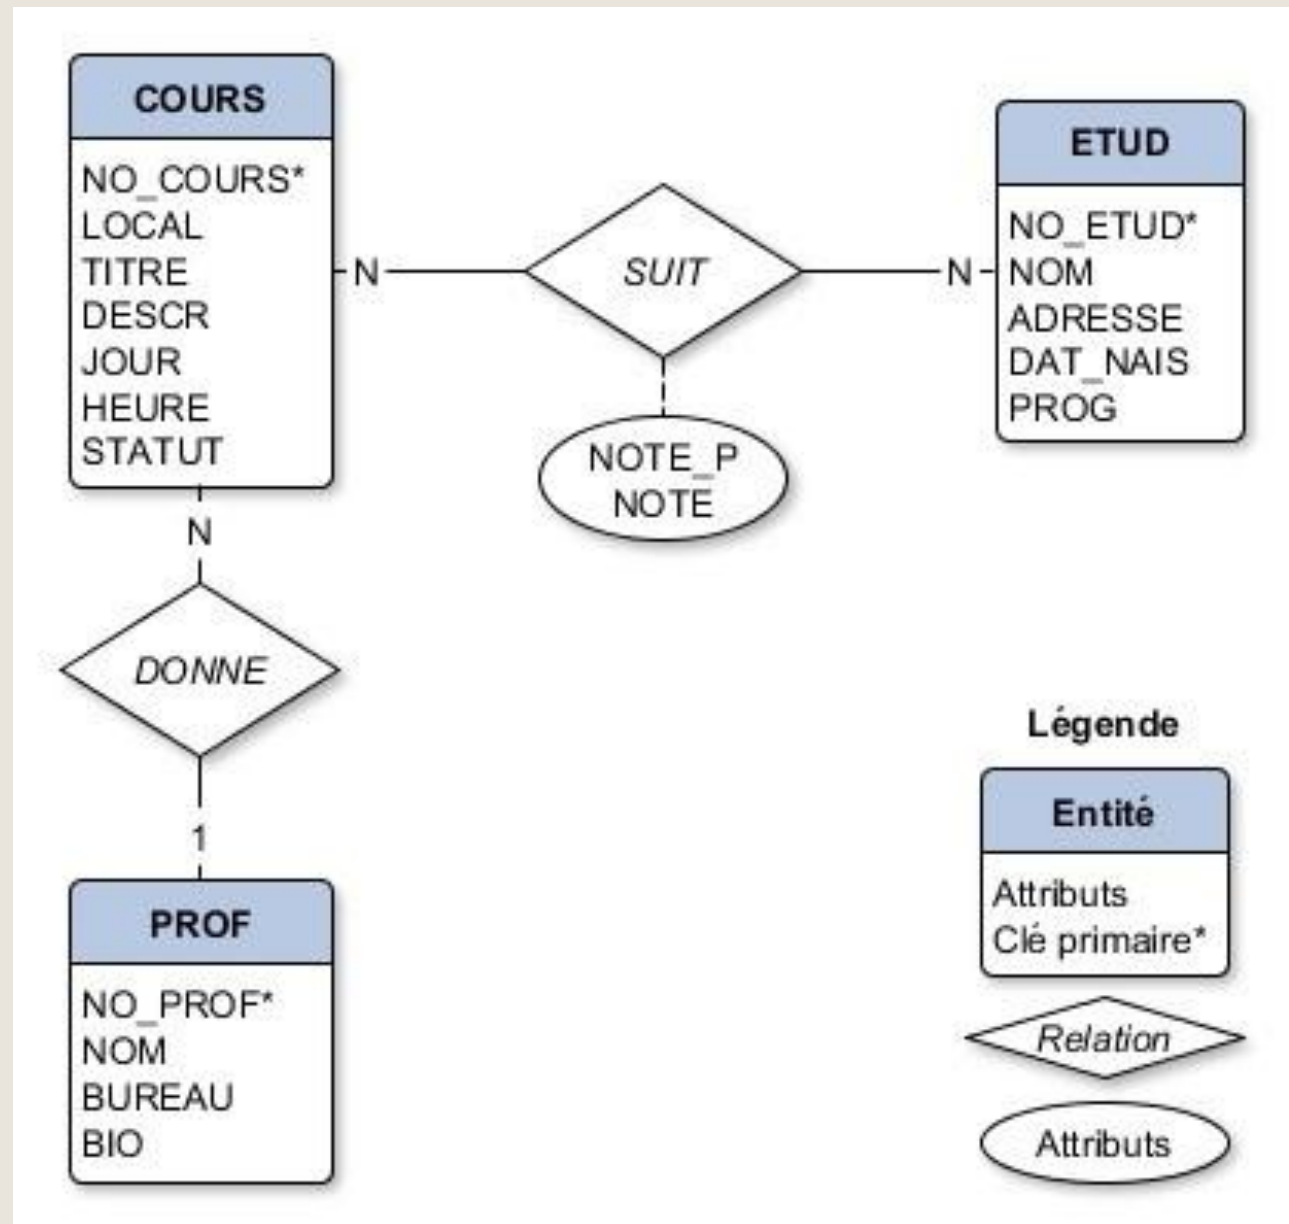 COURS
NO_COURS*
LOCAL
TITRE
DESCR
JOUR
HEURE
STATUT
N
SUIT
N
NOTE_P
NOTE
ETUD
NO_ETUD*
NOM
ADRESSE
DAT_NAIS
PROG
N
DONNE
1
PROF
NO_PROF*
NOM
BUREAU
BIO
Légende
Entité
Attributs
Clé primaire*
Relation
Attributs